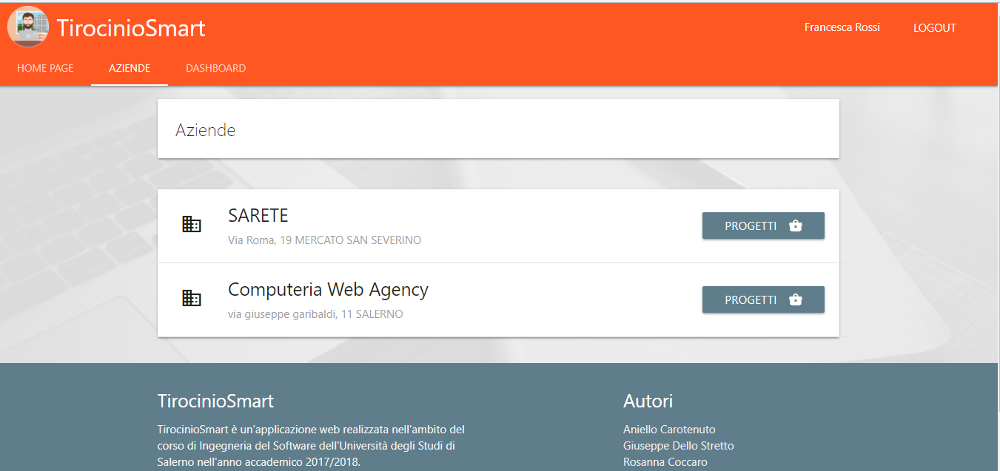 TirocinioSmart
Francesca Rossi
LOGOUT
HOME PAGE
AZIENDE
DASHBOARD
Aziende
SARETE
Via Roma, 19 MERCATO SAN SEVERINO
PROGETTI
Computeria Web Agency
via giuseppe garibaldi, 11 SALERNO
PROGETTI
TirocinioSmart
TirocinioSmart è un'applicazione web realizzata nell'ambito del
corso di Ingegneria del Software dell'Università degli Studi di
Salerno nell'anno accademico 2017/2018.
Autori
Aniello Carotenuto
Giuseppe Dello Stretto
Rosanna Coccaro